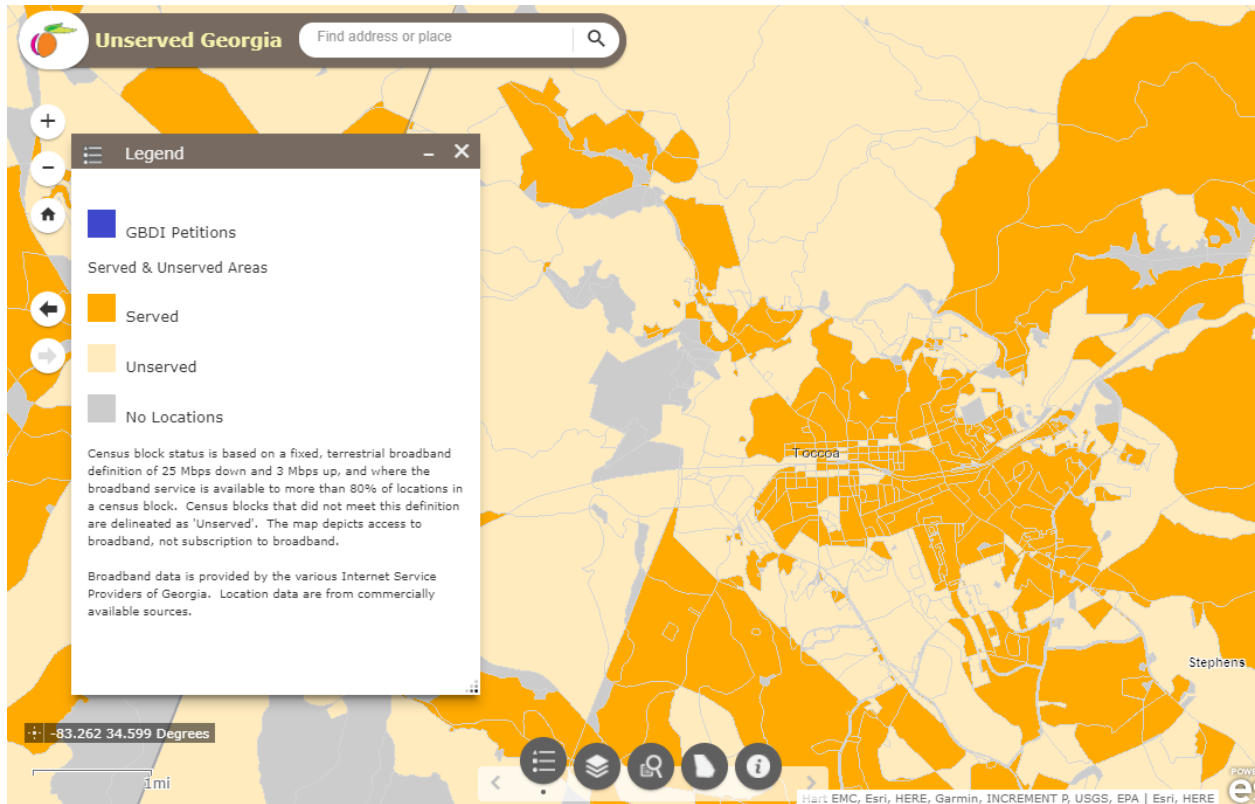 Unserved Georgia
Find address or place
Legend
GBDI Petitions
Served & Unserved Areas
Served
Unserved
No Locations
Census block status is based on a fixed, terrestrial broadband
definition of 25 Mbps down and 3 Mbps up, and where the
broadband service is available to more than 80% of locations in
a census block. Census blocks that did not meet this definition
are delineated as 'Unserved'. The map depicts access to
broadband, not subscription to broadband.
Broadband data is provided by the various Internet Service
Providers of Georgia. Location data are from commercially
available sources.
Toccoa
Stephens
-83.262 34.599 Degrees
1mi
POWE
Hart EMC, Esri, HERE, Garmin, INCREMENT P, USGS, EPA | Esri, HERE